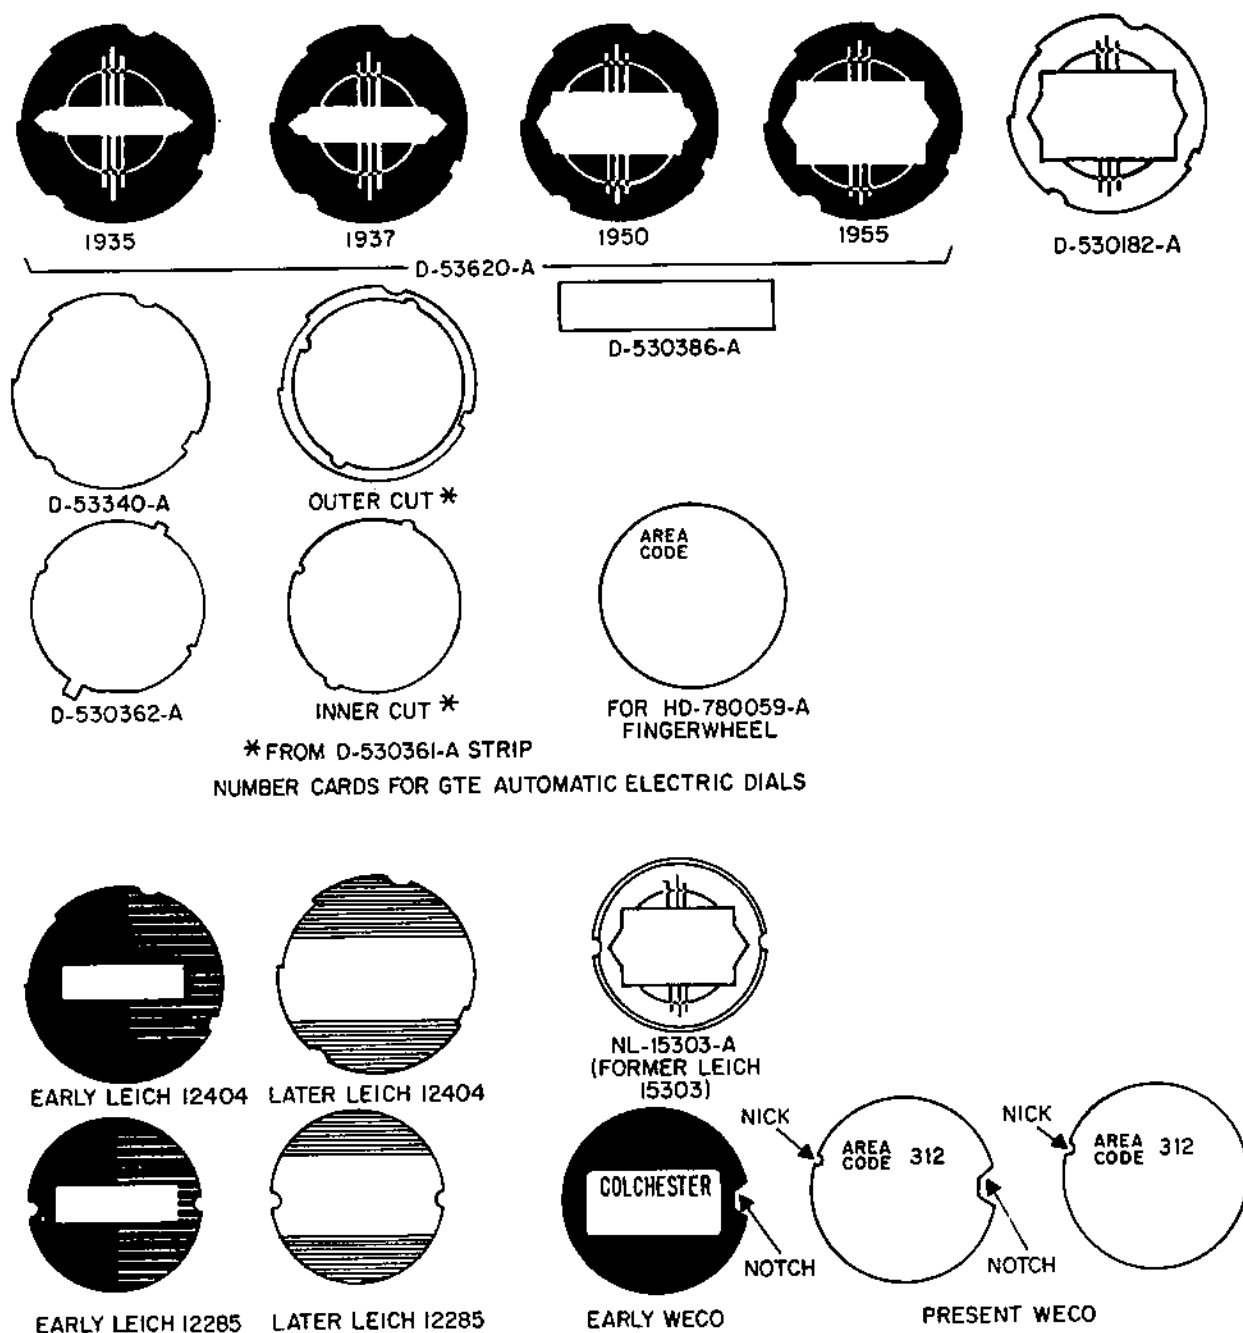 1935
1937
1950
1955
D-530182-A
D-53620-A
D-530386-A
D-53340-A
OUTER CUT *
AREA
CODE
D-530362-A
INNER CUT *
FOR HD-780059-A
FINGERWHEEL
* FROM D-530361-A STRIP
NUMBER CARDS FOR GTE AUTOMATIC ELECTRIC DIALS
EARLY LEICH 12404
LATER LEICH 12404
NL-15303-A
(FORMER LEICH
15303)
NICK
AREA
CODE 312
NICK
AREA
CODE 312
COLCHESTER
NOTCH
NOTCH
EARLY LEICH 12285
LATER LEICH 12285
EARLY WECO
PRESENT WECO